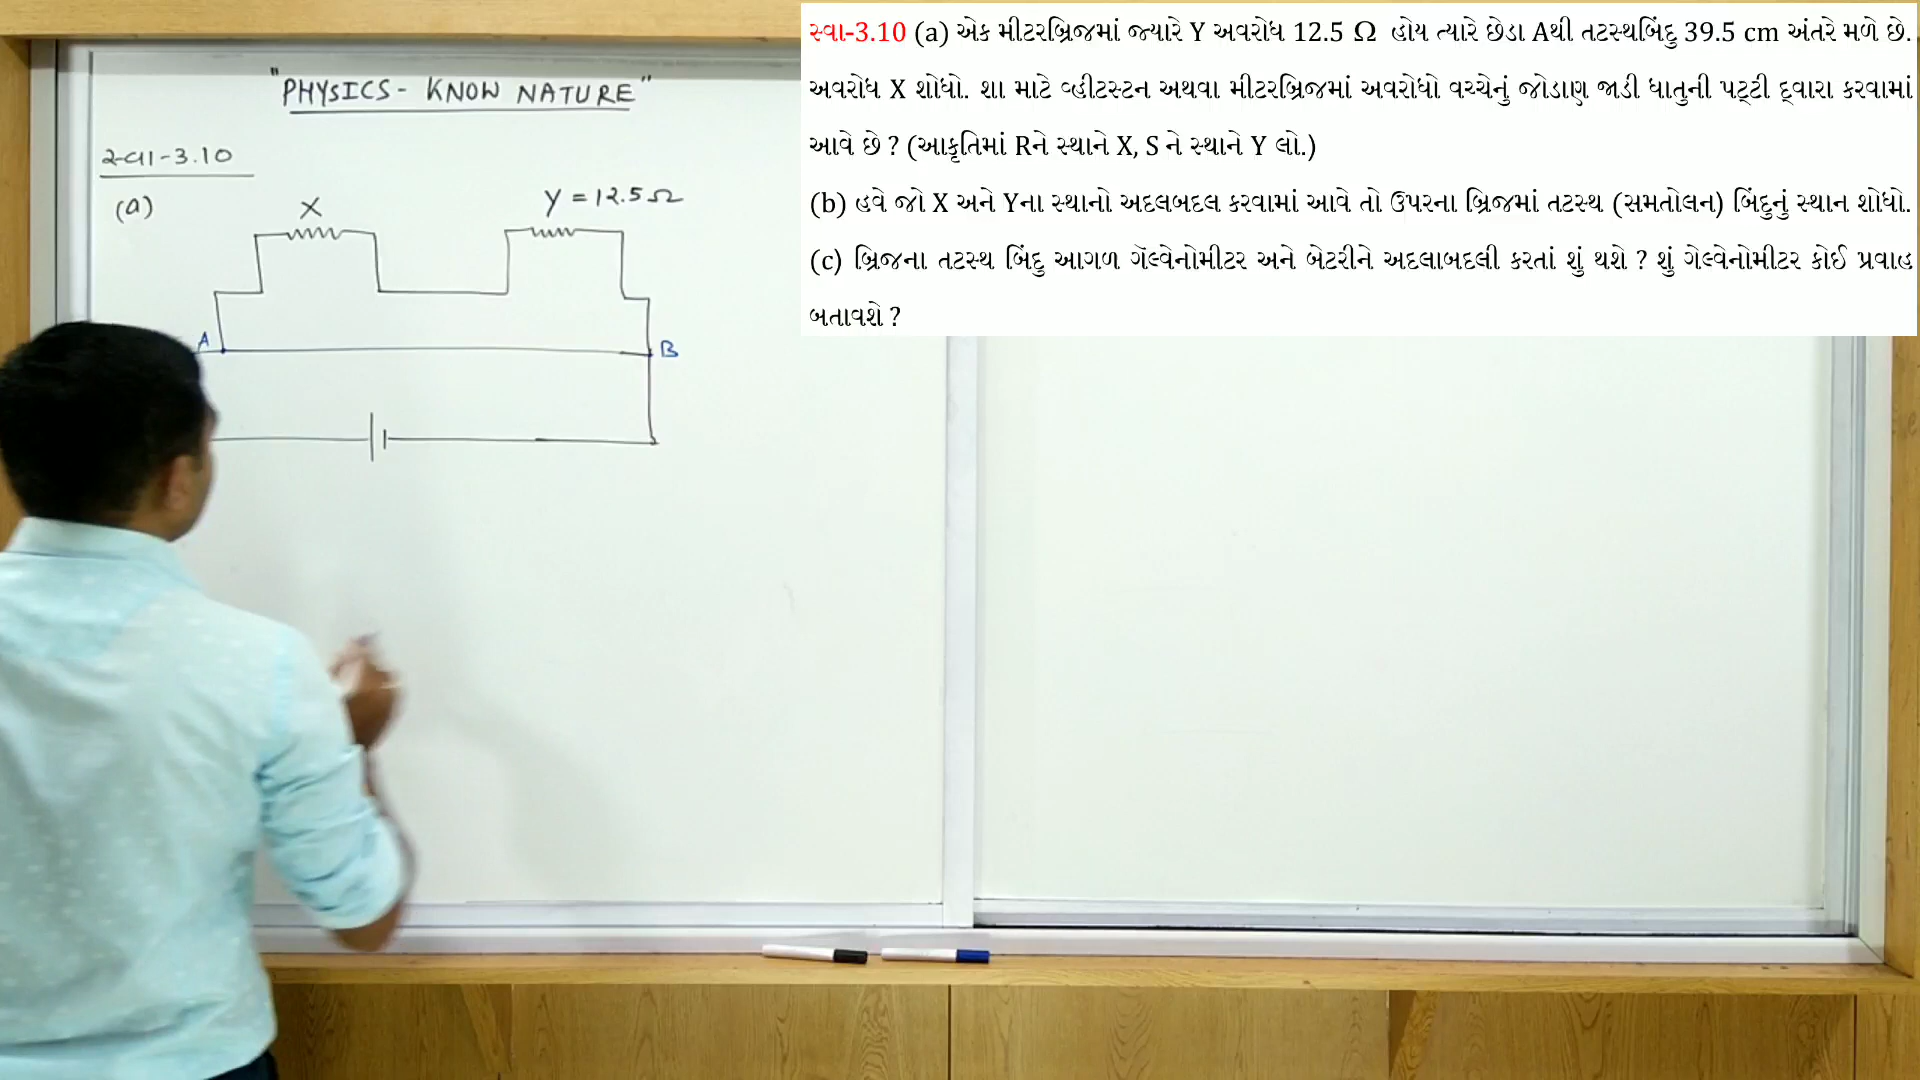 "PHYSICS - KNOW NATURE"
સ્વા-3.10
(a)
X
Y = 12.5 Ω
A
B
સ્વા-3.10 (a) એક મીટરબ્રિજમાં જ્યારે Y અવરોધ 12.5 Ω હોય ત્યારે છેડા Aથી તટસ્થબિંદુ 39.5 cm અંતરે મળે છે.
અવરોધ X શોધો. શા માટે વ્હીટસ્ટન અથવા મીટરબ્રિજમાં અવરોધો વચ્ચેનું જોડાણ જાડી ધાતુની પટ્ટી દ્વારા કરવામાં
આવે છે ? (આકૃતિમાં Rને સ્થાને X, S ને સ્થાને Y લો.)
(b) હવે જો X અને Yના સ્થાનો અદલબદલ કરવામાં આવે તો ઉપરના બ્રિજમાં તટસ્થ (સમતોલન) બિંદુનું સ્થાન શોધો.
(c) બ્રિજના તટસ્થ બિંદુ આગળ ગૅલ્વેનોમીટર અને બેટરીને અદલાબદલી કરતાં શું થશે ? શું ગેલ્વેનોમીટર કોઈ પ્રવાહ
બતાવશે ?